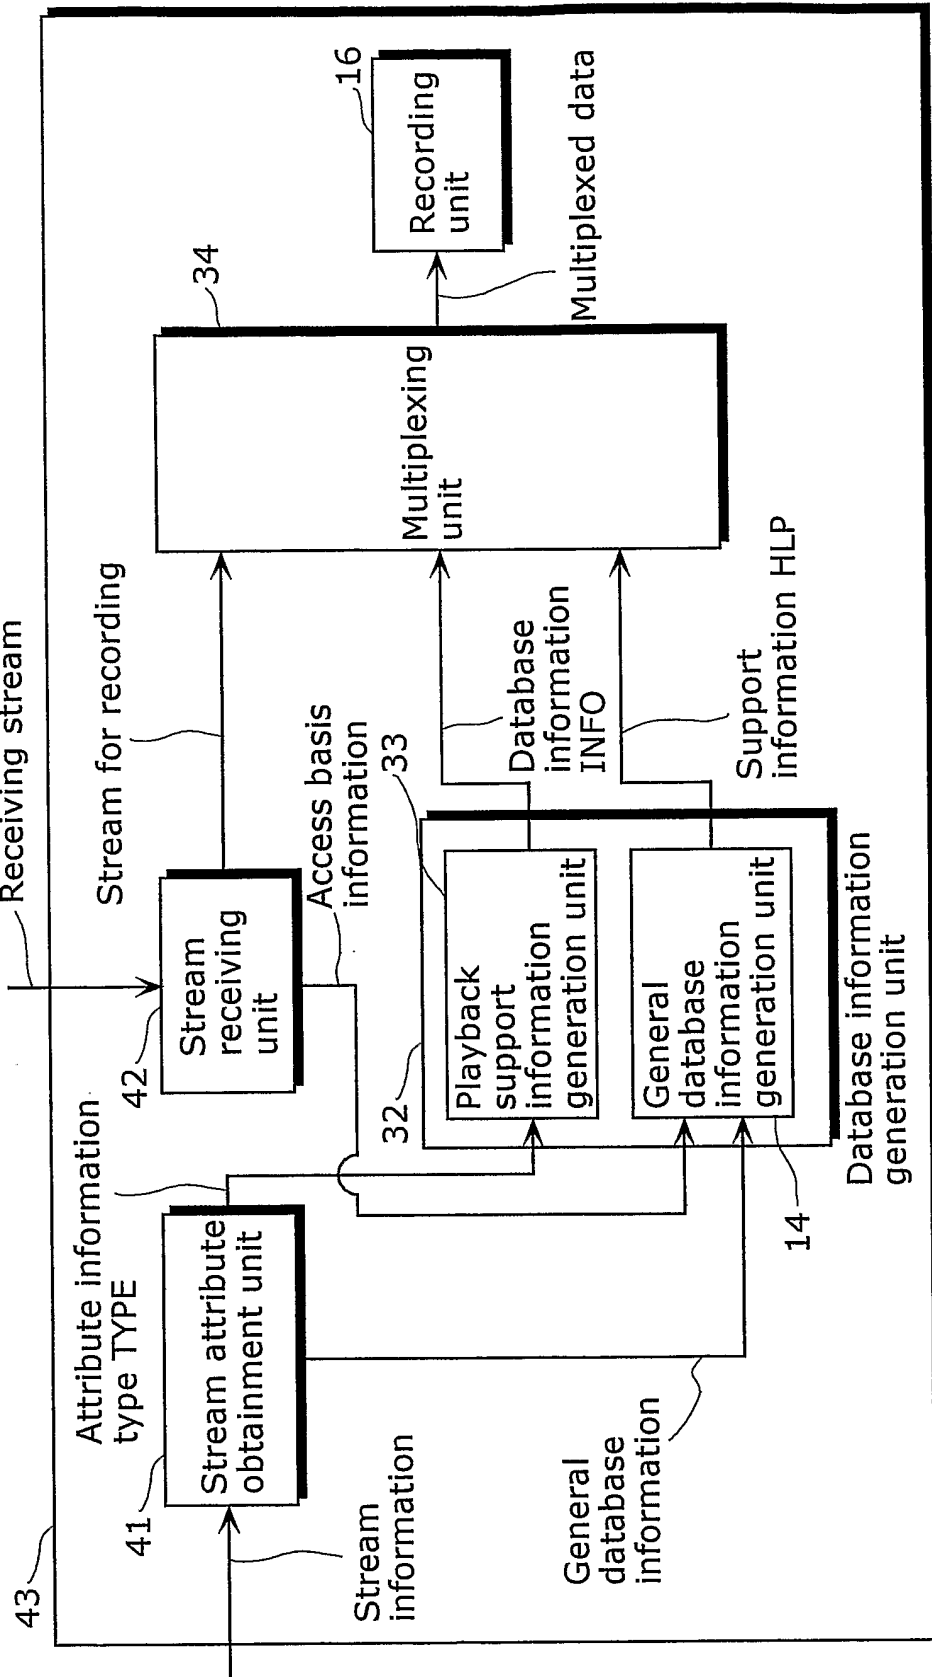 43
Receiving stream
Stream for recording
34
16
Recording
unit
Attribute information
type TYPE
42
Stream
receiving
unit
Access basis
information
Multiplexing
unit
Multiplexed data
41
Stream attribute
obtainment unit
Stream
information
32
33
Playback
support
information
generation unit
Database
information
INFO
General
database
information
generation unit
14
Support
information HLP
General
database
information
Database information
generation unit